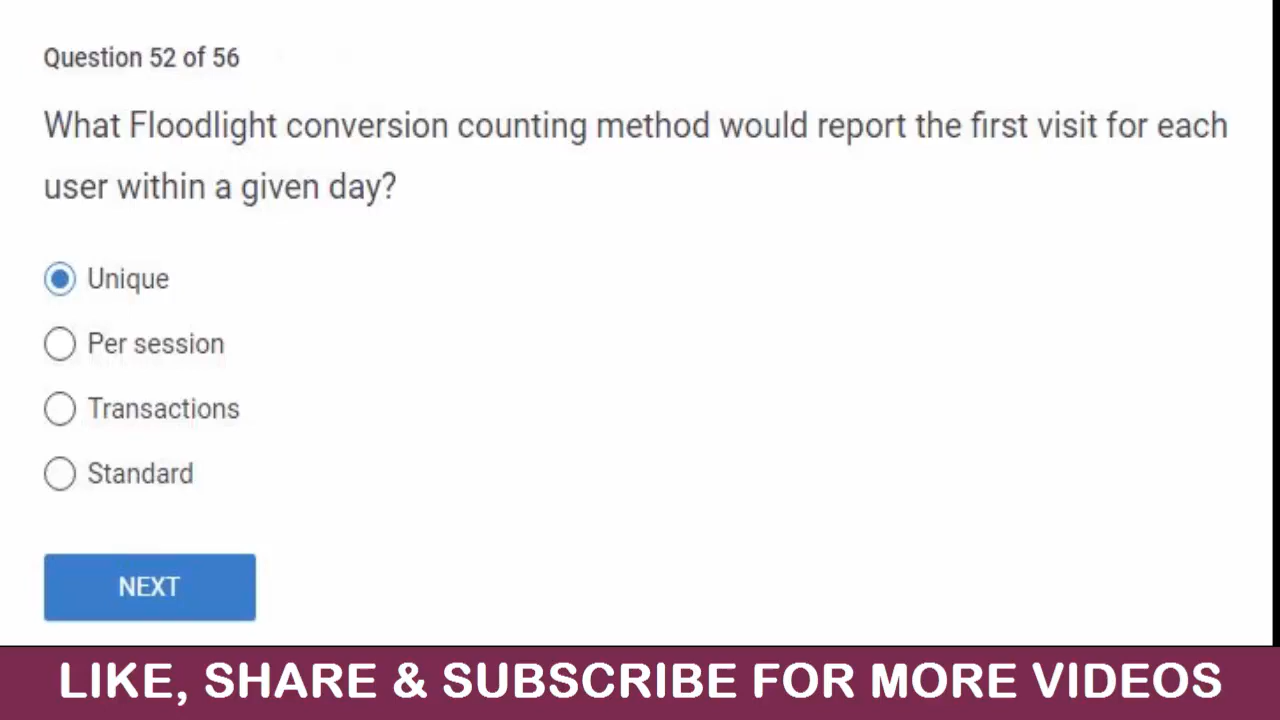 Question 52 of 56
What Floodlight conversion counting method would report the first visit for each
user within a given day?
Unique
Per session
Transactions
Standard
NEXT
LIKE, SHARE & SUBSCRIBE FOR MORE VIDEOS